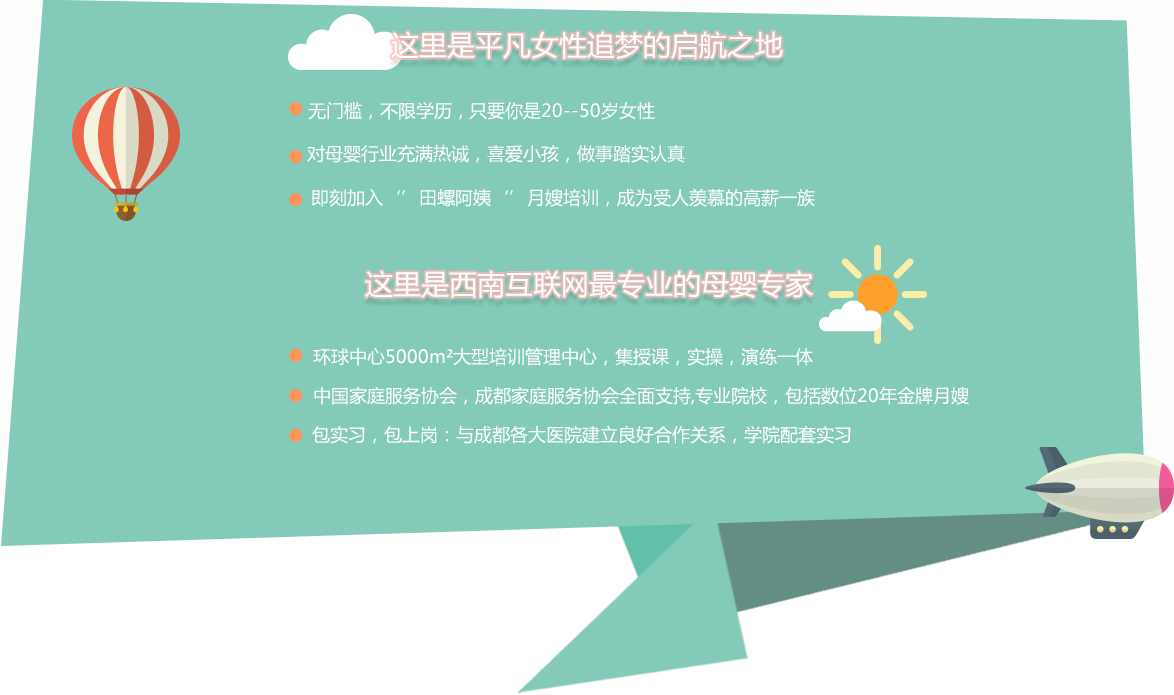 这里是平凡女性追梦的启航之地
无门槛，不限学历，只要你是20--50岁女性
对母婴行业充满热诚，喜爱小孩，做事踏实认真
即刻加入 “ 田螺阿姨 “ 月嫂培训，成为受人羡慕的高薪一族
这里是西南互联网最专业的母婴专家
环球中心5000m²大型培训管理中心，集授课，实操，演练一体
中国家庭服务协会，成都家庭服务协会全面支持,专业院校，包括数位20年金牌月嫂
包实习，包上岗：与成都各大医院建立良好合作关系，学院配套实习